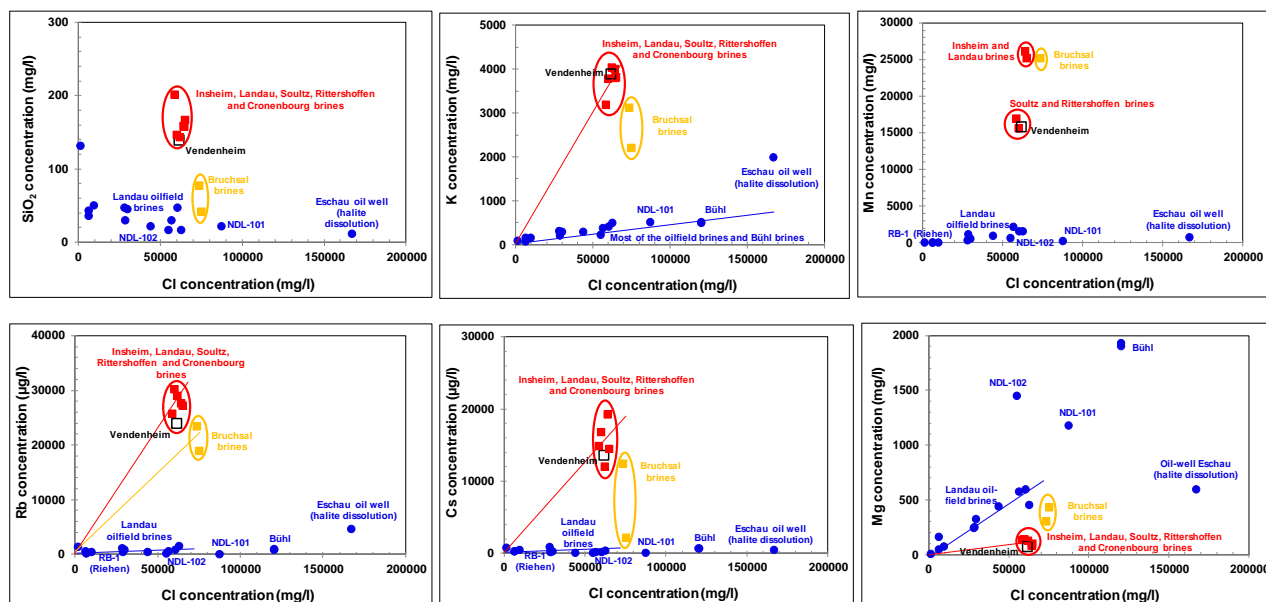 300
200
100
0
SiO2 concentration (mg/l)
Insheim, Landau, Soultz, Rittershoffen
and Cronenbourg brines
Vendenheim
Landau oilfield
brines
Bruchsal
brines
Eschau oil well
(halite
dissolution)
NDL-102
NDL-101
0 50000 100000 150000 200000
Cl concentration (mg/l)
5000
4000
3000
2000
1000
0
K concentration (mg/l)
Insheim, Landau, Soultz, Rittershoffen
and Cronenbourg brines
Vendenheim
Bruchsal
brines
Eschau oil well
(halite dissolution)
NDL-101
Bühl
Most of the oilfield brines and Bühl brines
0 50000 100000 150000 200000
Cl concentration (mg/l)
30000
25000
20000
15000
10000
5000
0
Mn concentration (mg/l)
Insheim and
Landau brines
Bruchsal
brines
Soultz and Rittershoffen brines
Vendenheim
Landau
oilfield brines
Eschau oil well
(halite dissolution)
RB-1 (Riehen)
NDL-102
NDL-101
0 50000 100000 150000 200000
Cl concentration (mg/l)
40000
30000
20000
10000
0
Rb concentration (µg/l)
Insheim, Landau, Soultz,
Rittershoffen and Cronenbourg
brines
Vendenheim
Bruchsal
brines
Eschau oil well
(halite dissolution)
Landau
oilfield brines
Bühl
RB-1
(Riehen)
NDL-102
NDL-101
0 50000 100000 150000 200000
Cl concentration (mg/l)
30000
20000
10000
0
Cs concentration (µg/l)
Insheim, Landau, Soultz, Rittershoffen
and Cronenbourg brines
Vendenheim
Bruchsal
brines
Landau
oilfield brines
Eschau oil well
(halite dissolution)
NDL-101
Bühl
RB-1
(Riehen)
NDL-102
0 50000 100000 150000 200000
Cl concentration (mg/l)
2000
1500
1000
500
0
Mg concentration (mg/l)
Bühl
NDL-102
NDL-101
Oil-well Eschau
(halite dissolution)
Landau oil-
field brines
Bruchsal
brines
Vendenheim
Insheim, Landau, Soultz, Rittershoffen
and Cronenbourg brines
0 50000 100000 150000 200000
Cl concentration (mg/l)